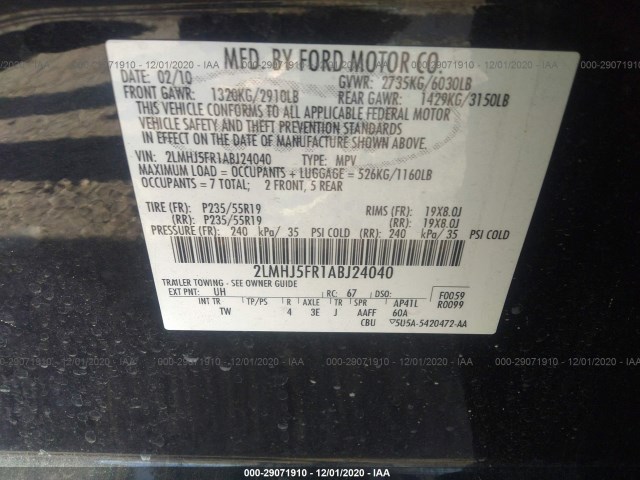 000-29071910 - 12/01/2020 - IAA
MFD. BY FORD MOTOR CO.
DATE: 02/10 GVWR: 2735KG/6030LB
FRONT GAWR: 1320KG/2910LB REAR GAWR: 1429KG/3150LB
THIS VEHICLE CONFORMS TO ALL APPLICABLE FEDERAL MOTOR
VEHICLE SAFETY AND THEFT PREVENTION STANDARDS
IN EFFECT ON THE DATE OF MANUFACTURE SHOWN ABOVE.
VIN: 2LMHJ5FR1ABJ24040 TYPE: MPV
MAXIMUM LOAD = OCCUPANTS + LUGGAGE = 526KG/1160LB
OCCUPANTS = 7 TOTAL; 2 FRONT, 5 REAR
TIRE (FR): P235/55R19 RIMS (FR): 19X8.0J
(RR): P235/55R19 (RR): 19X8.0J
PRESSURE (FR): 240 kPa/ 35 PSI COLD (RR): 240 kPa/ 35 PSI COLD
2LMHJ5FR1ABJ24040
TRAILER TOWING - SEE OWNER GUIDE
EXT PNT: UH RC: 67 DSO: F0059
INT TR TP/PS R AXLE TR SPR AP41L R0099
TW 4 3E J AAFF 60A
CBU 5U5A-5420472-AA
000-29071910 - 12/01/2020 - IAA